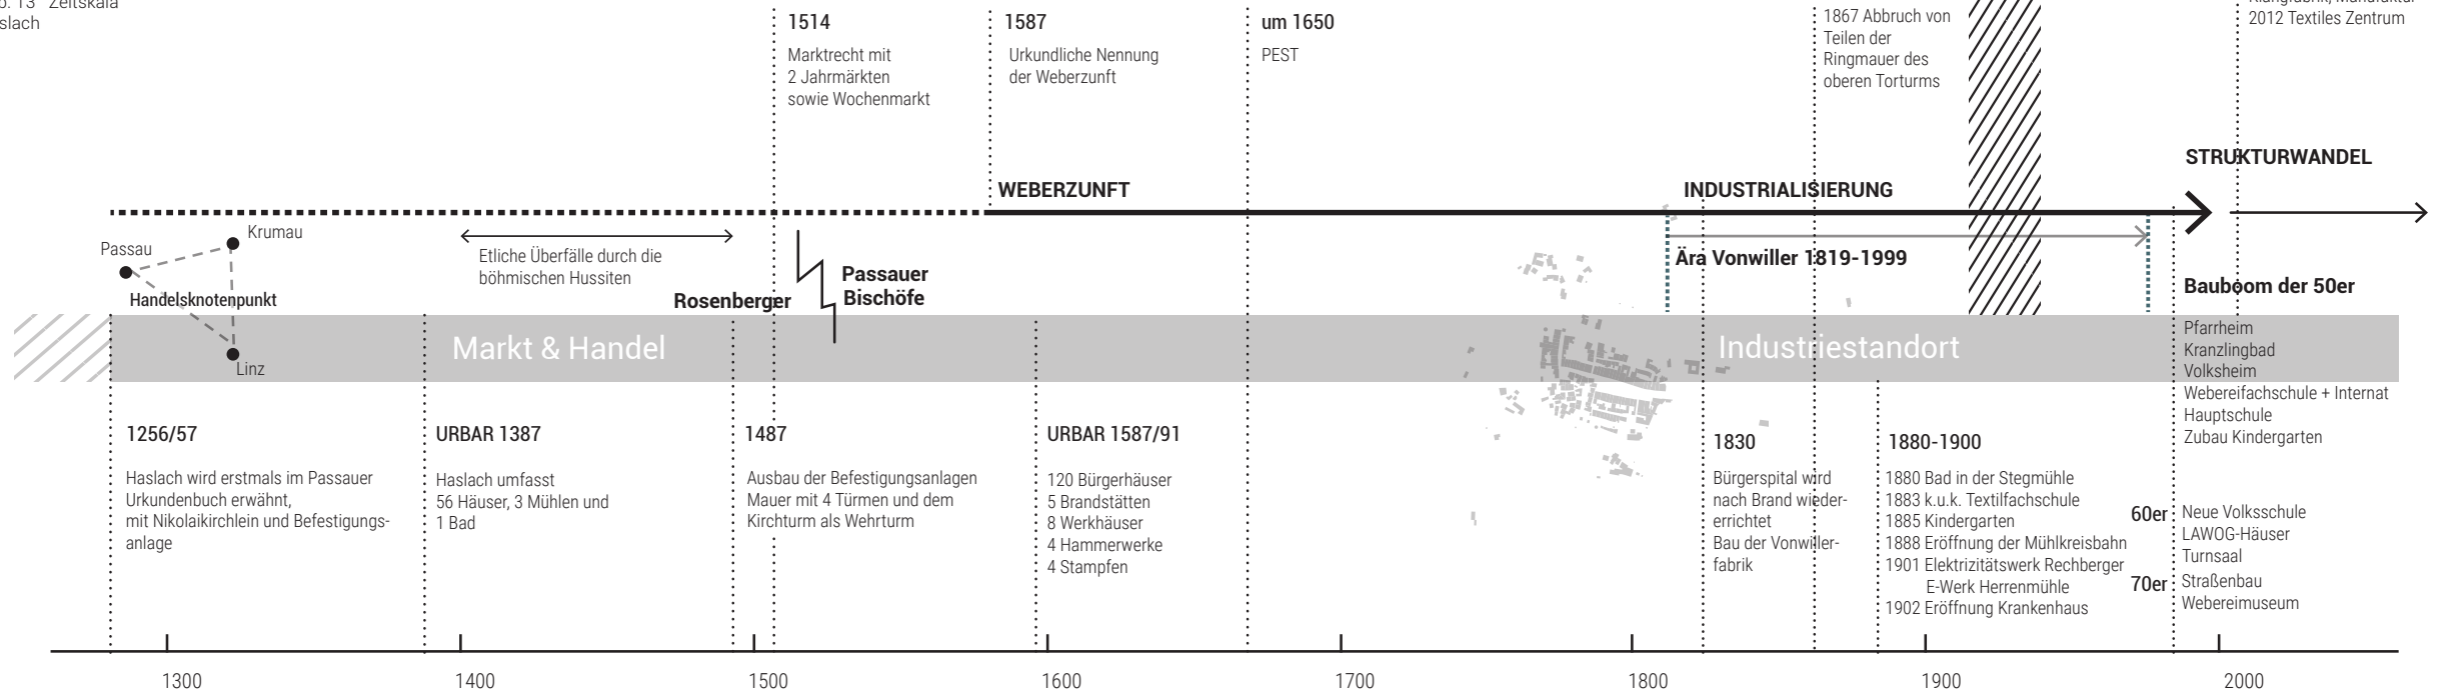 13 Zeitskala
slach
1514
Marktrecht mit
2 Jahrmärkten
sowie Wochenmarkt
1587
Urkundliche Nennung
der Weberzunft
um 1650
PEST
1867 Abbruch von
Teilen der
Ringmauer des
oberen Torturms
2012 Textiles Zentrum
STRUKTURWANDEL
WEBERZUNFT
INDUSTRIALISIERUNG
Passau
Krumau
Handelsknotenpunkt
Linz
Etliche Überfälle durch die
böhmischen Hussiten
Rosenberger
Passauer
Bischöfe
Ära Vonwiller 1819-1999
Bauboom der 50er
Markt & Handel
Industriestandort
Pfarrheim
Kranzlingbad
Volksheim
Webereifachschule + Internat
Hauptschule
Zubau Kindergarten
1256/57
Haslach wird erstmals im Passauer
Urkundenbuch erwähnt,
mit Nikolaikirchlein und Befestigungs-
anlage
URBAR 1387
Haslach umfasst
56 Häuser, 3 Mühlen und
1 Bad
1487
Ausbau der Befestigungsanlagen
Mauer mit 4 Türmen und dem
Kirchturm als Wehrturm
URBAR 1587/91
120 Bürgerhäuser
5 Brandstätten
8 Werkhäuser
4 Hammerwerke
4 Stampfen
1830
Bürgerspital wird
nach Brand wieder-
errichtet
Bau der Vonwiller-
fabrik
1880-1900
1880 Bad in der Stegmühle
1883 k.u.k. Textilfachschule
1885 Kindergarten
1888 Eröffnung der Mühlkreisbahn
1901 Elektrizitätswerk Rechberger
E-Werk Herrenmühle
1902 Eröffnung Krankenhaus
60er
Neue Volksschule
LAWOG-Häuser
Turnsaal
70er
Straßenbau
Webereimuseum
1300
1400
1500
1600
1700
1800
1900
2000